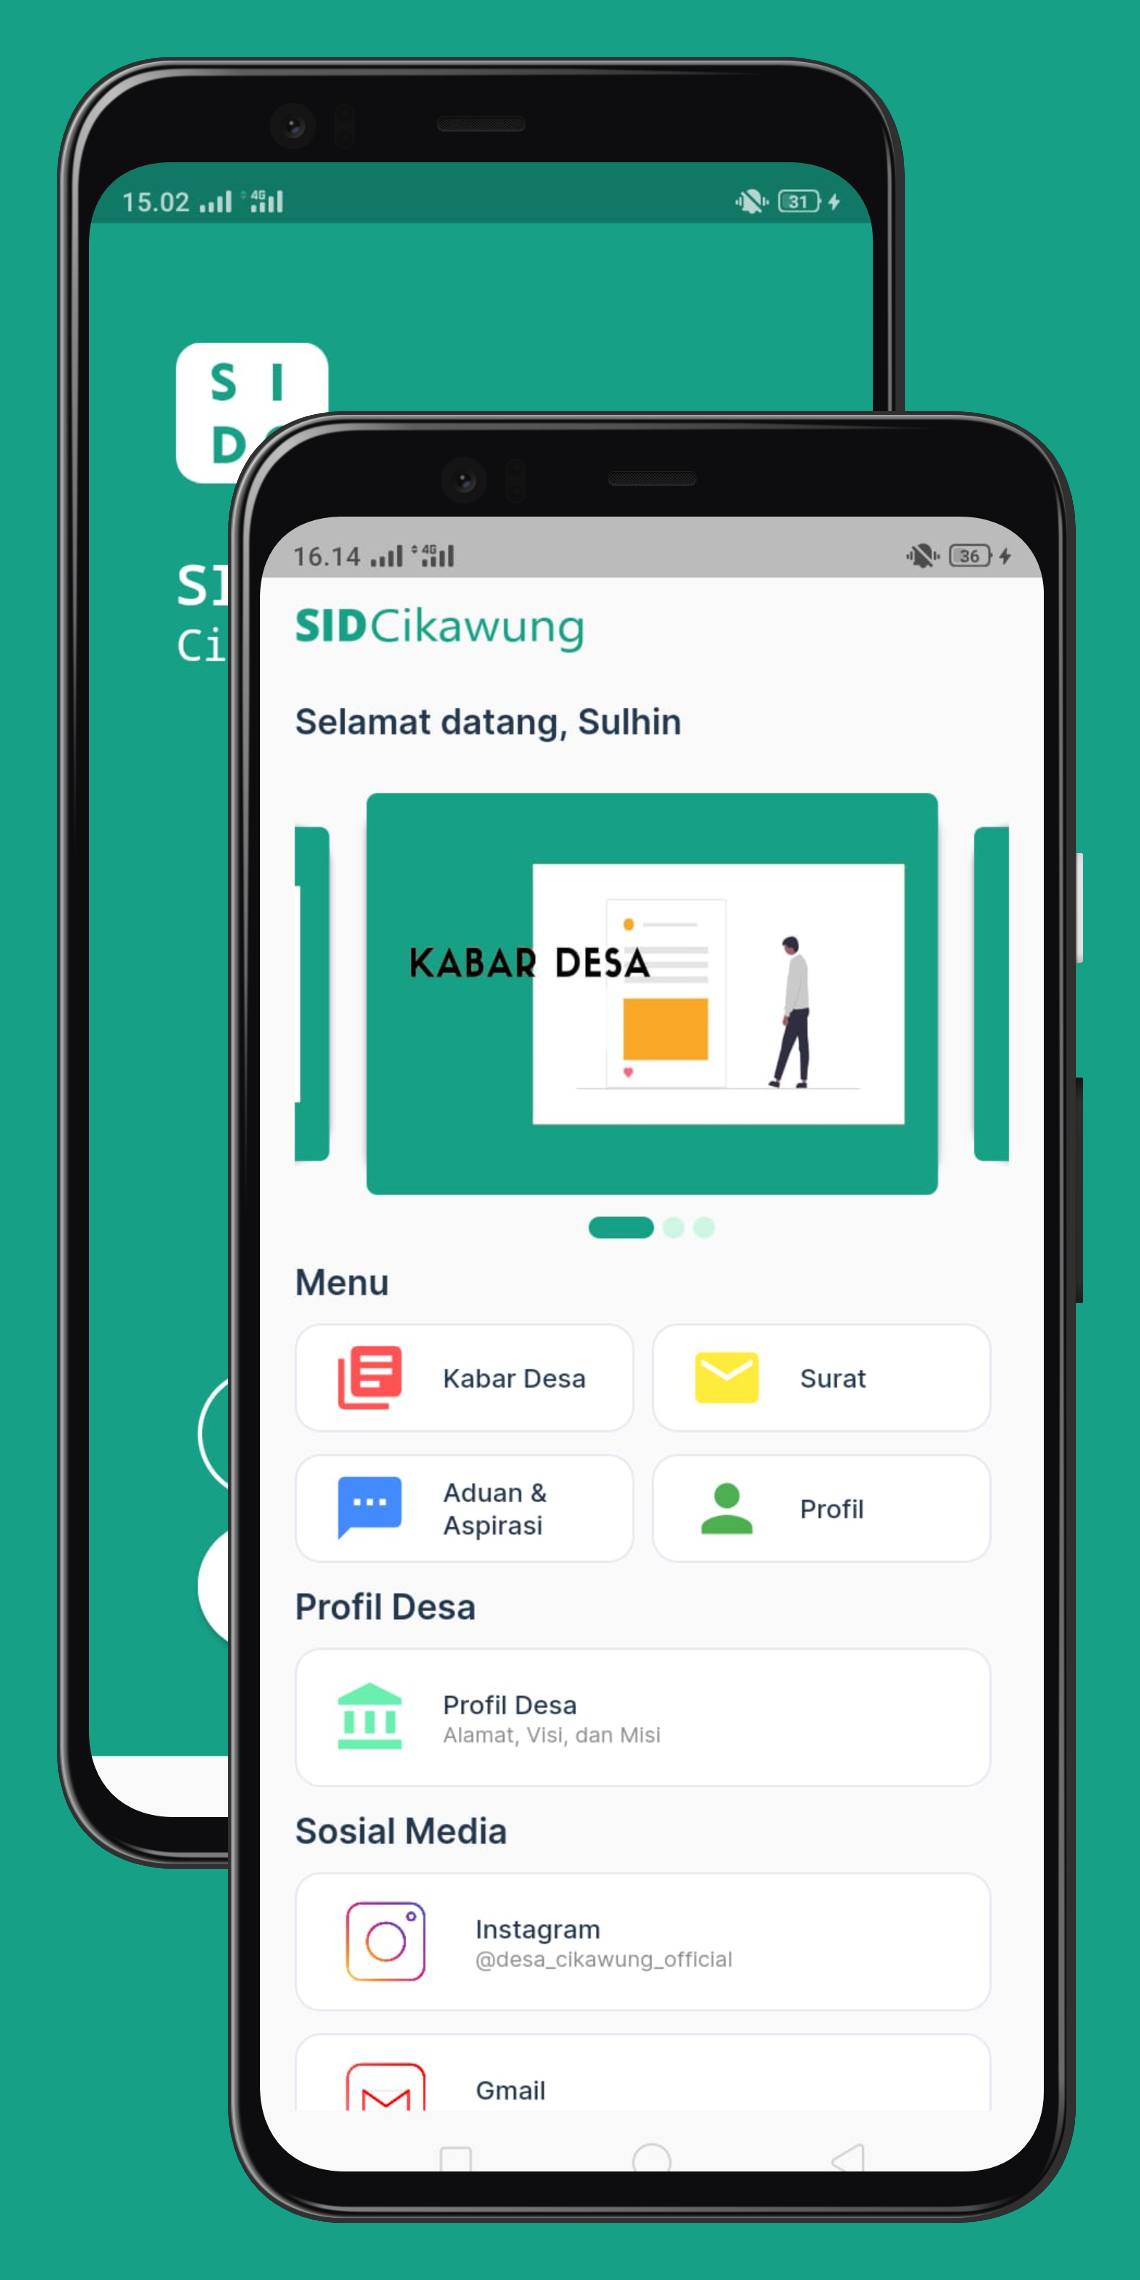 15.02 4G 31
S I
D
SI
Ci
16.14 4G 36
SIDCikawung
Selamat datang, Sulhin
KABAR DESA
Menu
Kabar Desa
Surat
Aduan &
Aspirasi
Profil
Profil Desa
Profil Desa
Alamat, Visi, dan Misi
Sosial Media
Instagram
@desa_cikawung_official
Gmail